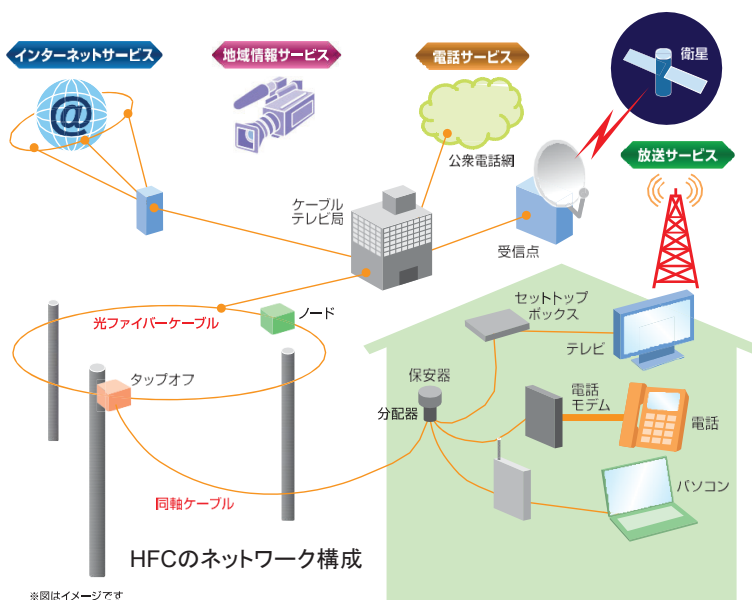 インターネットサービス
地域情報サービス
電話サービス
衛星
放送サービス
@
公衆電話網
ケーブル
テレビ局
受信点
光ファイバーケーブル
ノード
セットトップ
ボックス
テレビ
タップオフ
保安器
分配器
電話
モデム
電話
同軸ケーブル
パソコン
HFCのネットワーク構成
※図はイメージです